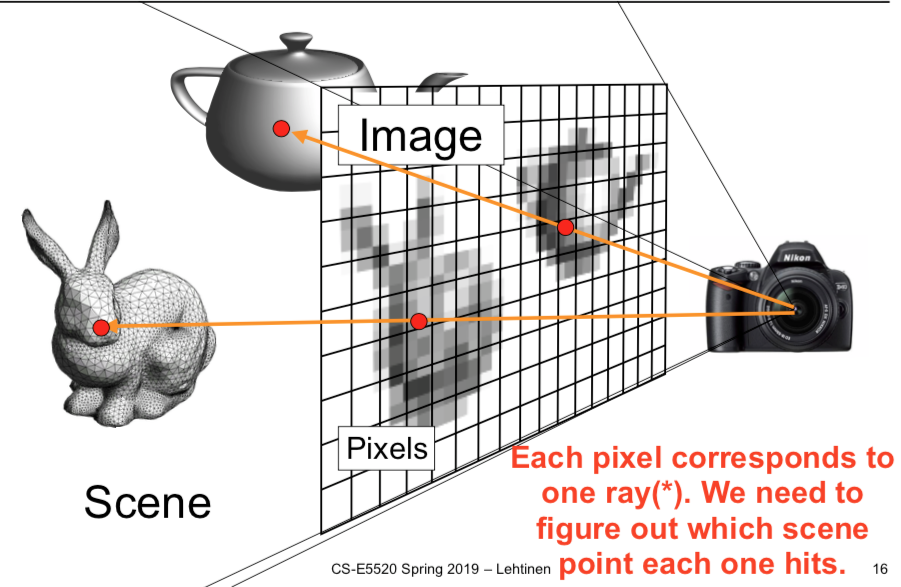 Image
Nikon
Pixels
Scene
Each pixel corresponds to
one ray(*). We need to
figure out which scene
point each one hits.
CS-E5520 Spring 2019 – Lehtinen
16